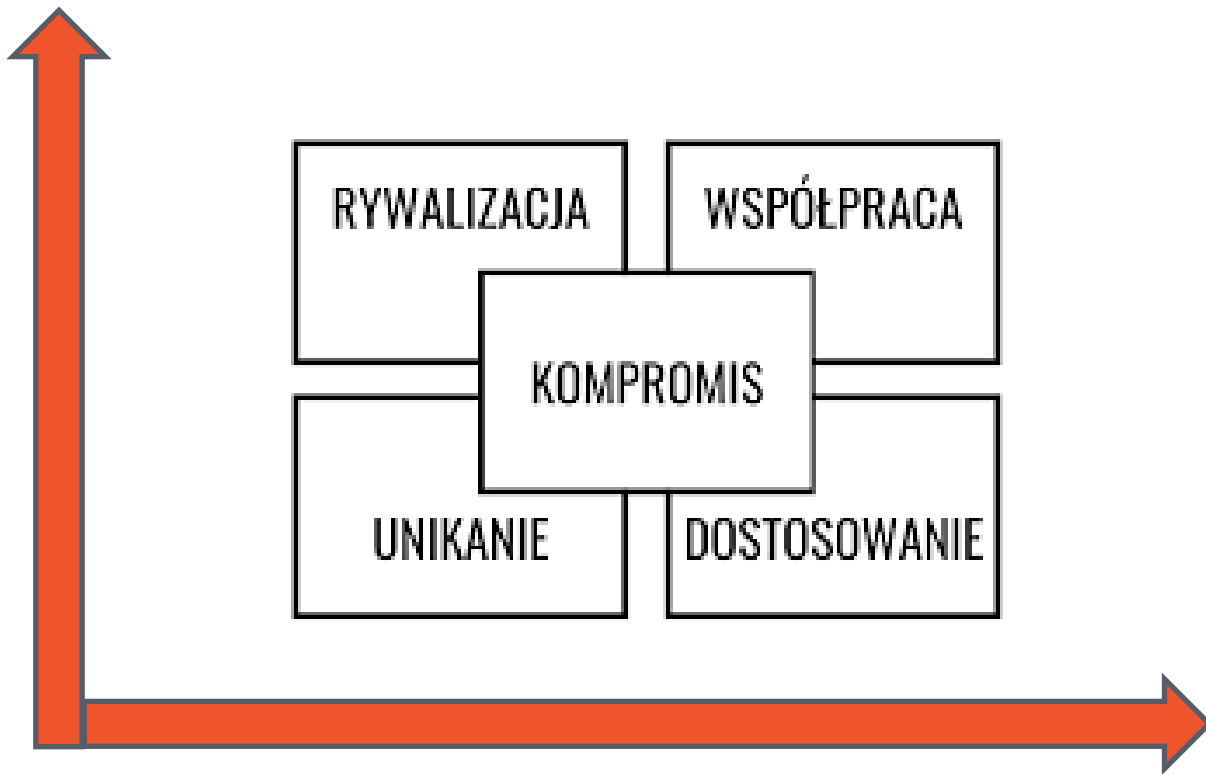 RYWALIZACJA
WSPÓŁPRACA
KOMPROMIS
UNIKANIE
DOSTOSOWANIE